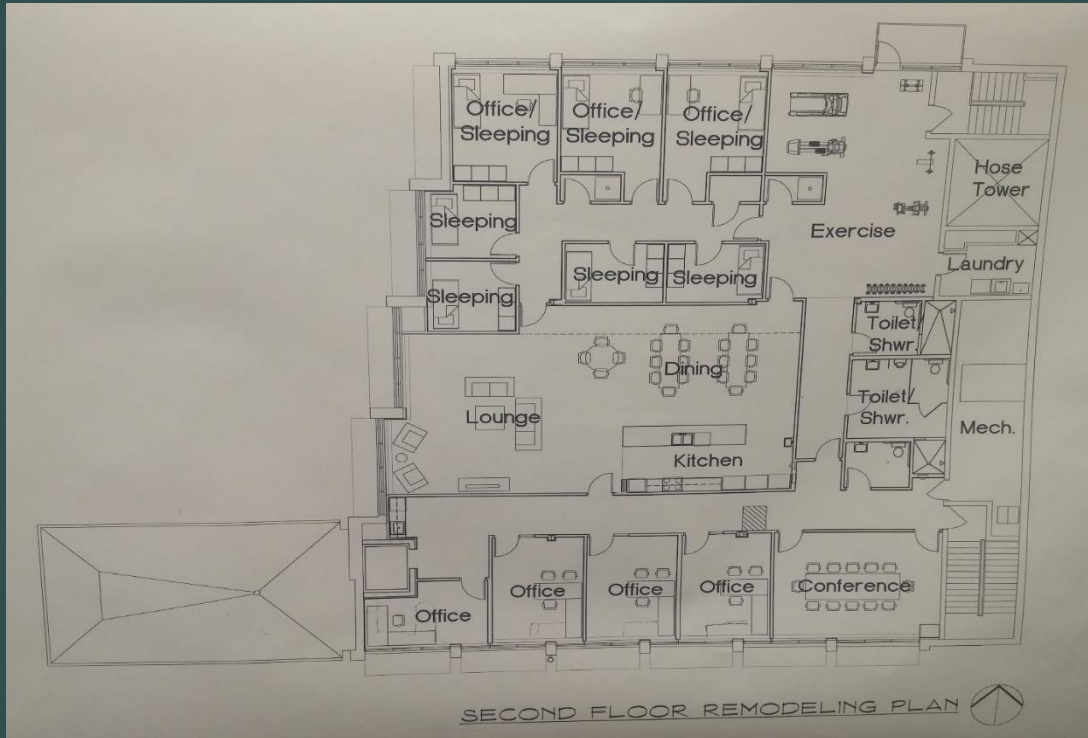 Office/
Sleeping
Office/
Sleeping
Office/
Sleeping
Hose
Tower
Sleeping
Exercise
Laundry
Sleeping
Sleeping
Sleeping
Toilet/
Shwr.
Dining
Toilet/
Shwr.
Lounge
Mech.
Kitchen
Office
Office
Office
Office
Conference
SECOND FLOOR REMODELING PLAN